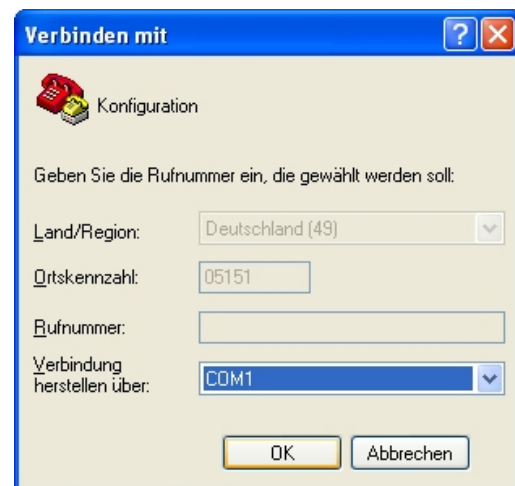 Verbinden mit
Konfiguration
Geben Sie die Rufnummer ein, die gewählt werden soll:
Land/Region: Deutschland (49)
Ortskennzahl: 05151
Rufnummer:
Verbindung
herstellen über: COM1
OK Abbrechen